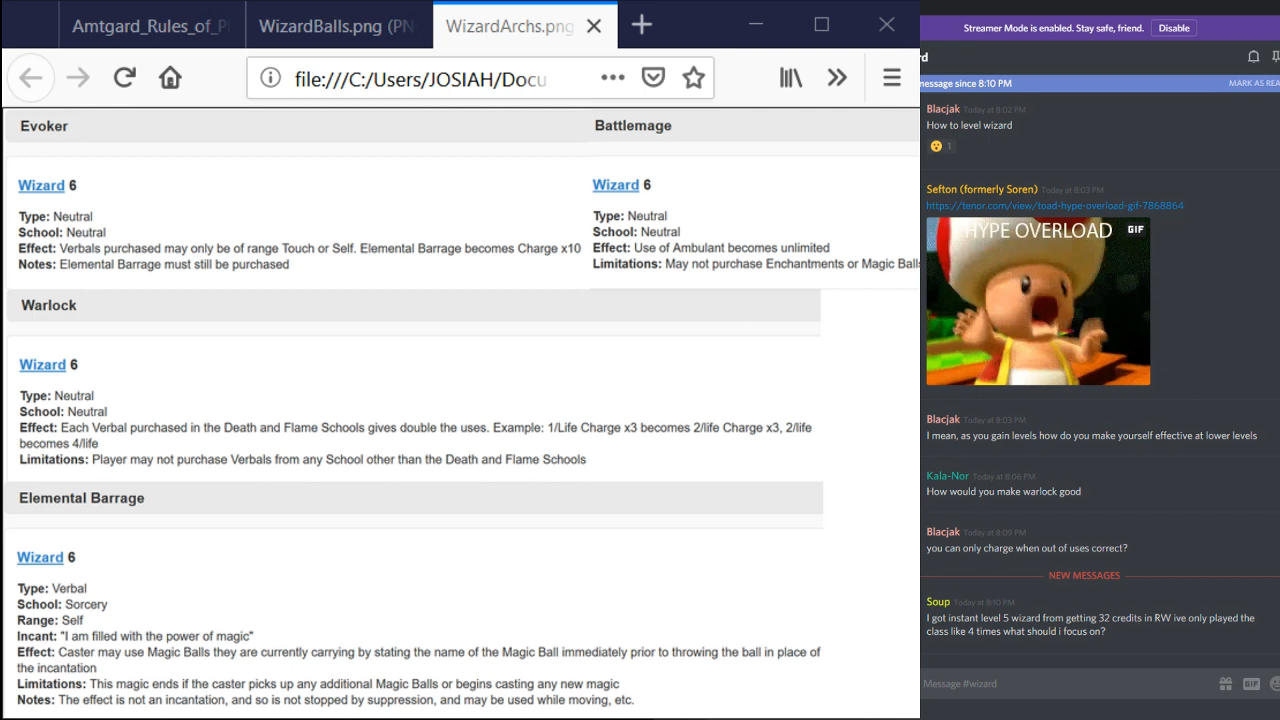 Amtgard_Rules_of_P
WizardBalls.png (PN
WizardArchs.png
file:///C:/Users/JOSIAH/Docu
Evoker
Battlemage
Wizard 6
Type: Neutral
School: Neutral
Effect: Verbals purchased may only be of range Touch or Self. Elemental Barrage becomes Charge x10
Notes: Elemental Barrage must still be purchased
Wizard 6
Type: Neutral
School: Neutral
Effect: Use of Ambulant becomes unlimited
Limitations: May not purchase Enchantments or Magic Balls
Warlock
Wizard 6
Type: Neutral
School: Neutral
Effect: Each Verbal purchased in the Death and Flame Schools gives double the uses. Example: 1/Life Charge x3 becomes 2/life Charge x3, 2/life
becomes 4/life
Limitations: Player may not purchase Verbals from any School other than the Death and Flame Schools
Elemental Barrage
Wizard 6
Type: Verbal
School: Sorcery
Range: Self
Incant: "I am filled with the power of magic"
Effect: Caster may use Magic Balls they are currently carrying by stating the name of the Magic Ball immediately prior to throwing the ball in place of
the incantation
Limitations: This magic ends if the caster picks up any additional Magic Balls or begins casting any new magic
Notes: The effect is not an incantation, and so is not stopped by suppression, and may be used while moving, etc.
Streamer Mode is enabled. Stay safe, friend. Disable
rd
message since 8:10 PM MARK AS REA
Blacjak Today at 8:02 PM
How to level wizard
1
Sefton (formerly Soren) Today at 8:03 PM
https://tenor.com/view/toad-hype-overload-gif-7868864
HYPE OVERLOAD GIF
Blacjak Today at 8:03 PM
I mean, as you gain levels how do you make yourself effective at lower levels
Kala-Nor Today at 8:06 PM
How would you make warlock good
Blacjak Today at 8:09 PM
you can only charge when out of uses correct?
NEW MESSAGES
Soup Today at 8:10 PM
I got instant level 5 wizard from getting 32 credits in RW ive only played the
class like 4 times what should i focus on?
Message #wizard GIF